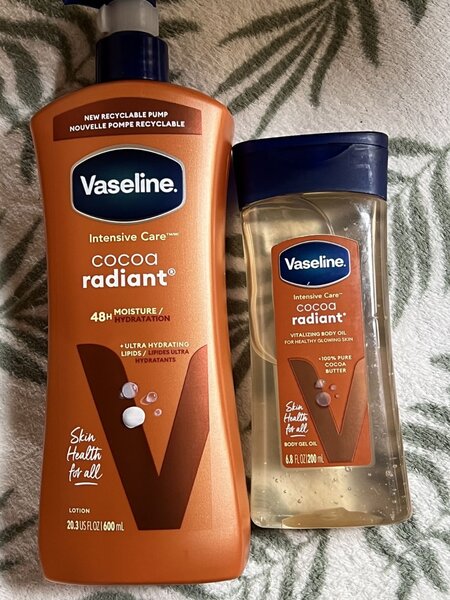 NEW RECYCLABLE PUMP
NOUVELLE POMPE RECYCLABLE
Vaseline.
Intensive Care™/MC
cocoa
radiant®
48H MOISTURE /
HYDRATATION
+ ULTRA HYDRATING
LIPIDS / LIPIDES ULTRA
HYDRATANTS
Skin
Health
for all
LOTION
20.3 US FL OZ | 600 mL
Vaseline.
Intensive Care™
cocoa
radiant®
VITALIZING BODY OIL
FOR HEALTHY GLOWING SKIN
+100% PURE
COCOA
BUTTER
Skin
Health
for all
BODY GEL OIL
6.8 FL OZ | 200 mL